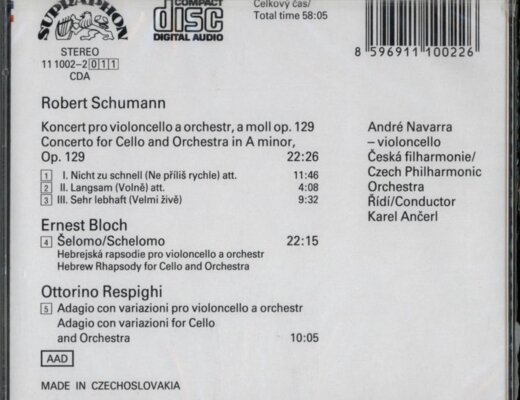 SUPRAPHON
COMPACT
disc
DIGITAL AUDIO
Celkový čas/
Total time 58:05
8 596911 100226
STEREO
11 1002-2 011
CDA
Robert Schumann
Koncert pro violoncello a orchestr, a moll op. 129
Concerto for Cello and Orchestra in A minor,
Op. 129 22:26
1 I. Nicht zu schnell (Ne příliš rychle) att. 11:46
2 II. Langsam (Volně) att. 4:08
3 III. Sehr lebhaft (Velmi živě) 9:32
Ernest Bloch
4 Šelomo/Schelomo 22:15
Hebrejská rapsodie pro violoncello a orchestr
Hebrew Rhapsody for Cello and Orchestra
Ottorino Respighi
5 Adagio con variazioni pro violoncello a orchestr
Adagio con variazioni for Cello
and Orchestra 10:05
AAD
MADE IN CZECHOSLOVAKIA
André Navarra
– violoncello
Česká filharmonie/
Czech Philharmonic
Orchestra
Řídí/Conductor
Karel Ančerl